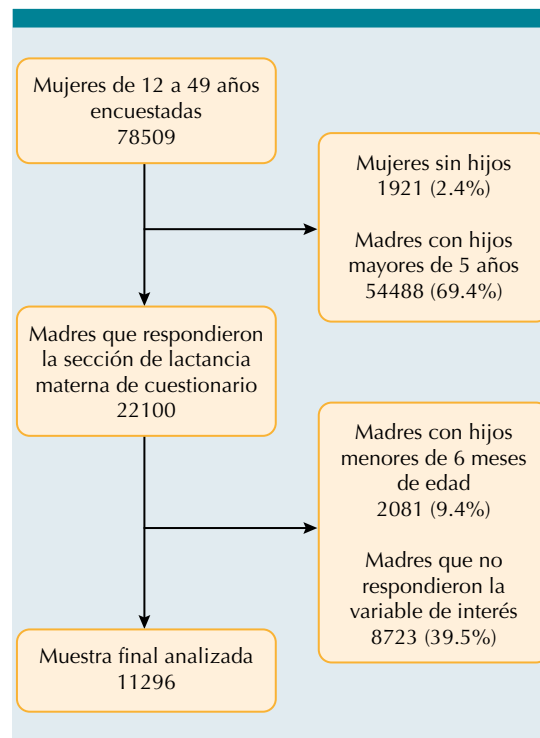 Mujeres de 12 a 49 años
encuestadas
78509
Mujeres sin hijos
1921 (2.4%)
Madres con hijos
mayores de 5 años
54488 (69.4%)
Madres que respondieron
la sección de lactancia
materna de cuestionario
22100
Madres con hijos
menores de 6 meses
de edad
2081 (9.4%)
Madres que no
respondieron la
variable de interés
8723 (39.5%)
Muestra final analizada
11296